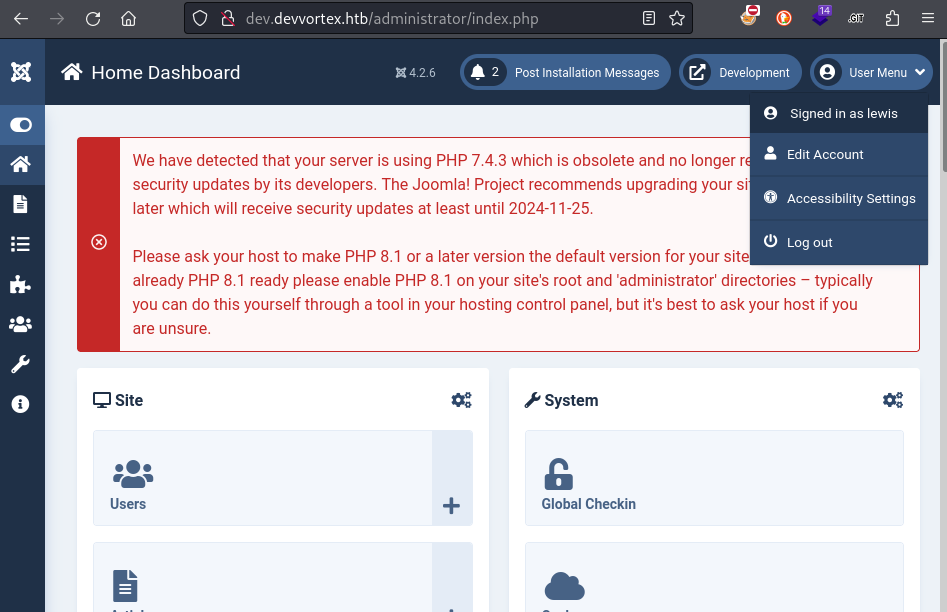 dev.devvortex.htb/administrator/index.php
14
.GIT
Home Dashboard
4.2.6
2 Post Installation Messages
Development
User Menu
Signed in as lewis
Edit Account
Accessibility Settings
Log out
We have detected that your server is using PHP 7.4.3 which is obsolete and no longer re
security updates by its developers. The Joomla! Project recommends upgrading your si
later which will receive security updates at least until 2024-11-25.
Please ask your host to make PHP 8.1 or a later version the default version for your site
already PHP 8.1 ready please enable PHP 8.1 on your site's root and 'administrator' directories – typically
you can do this yourself through a tool in your hosting control panel, but it's best to ask your host if you
are unsure.
Site
System
Users
Global Checkin